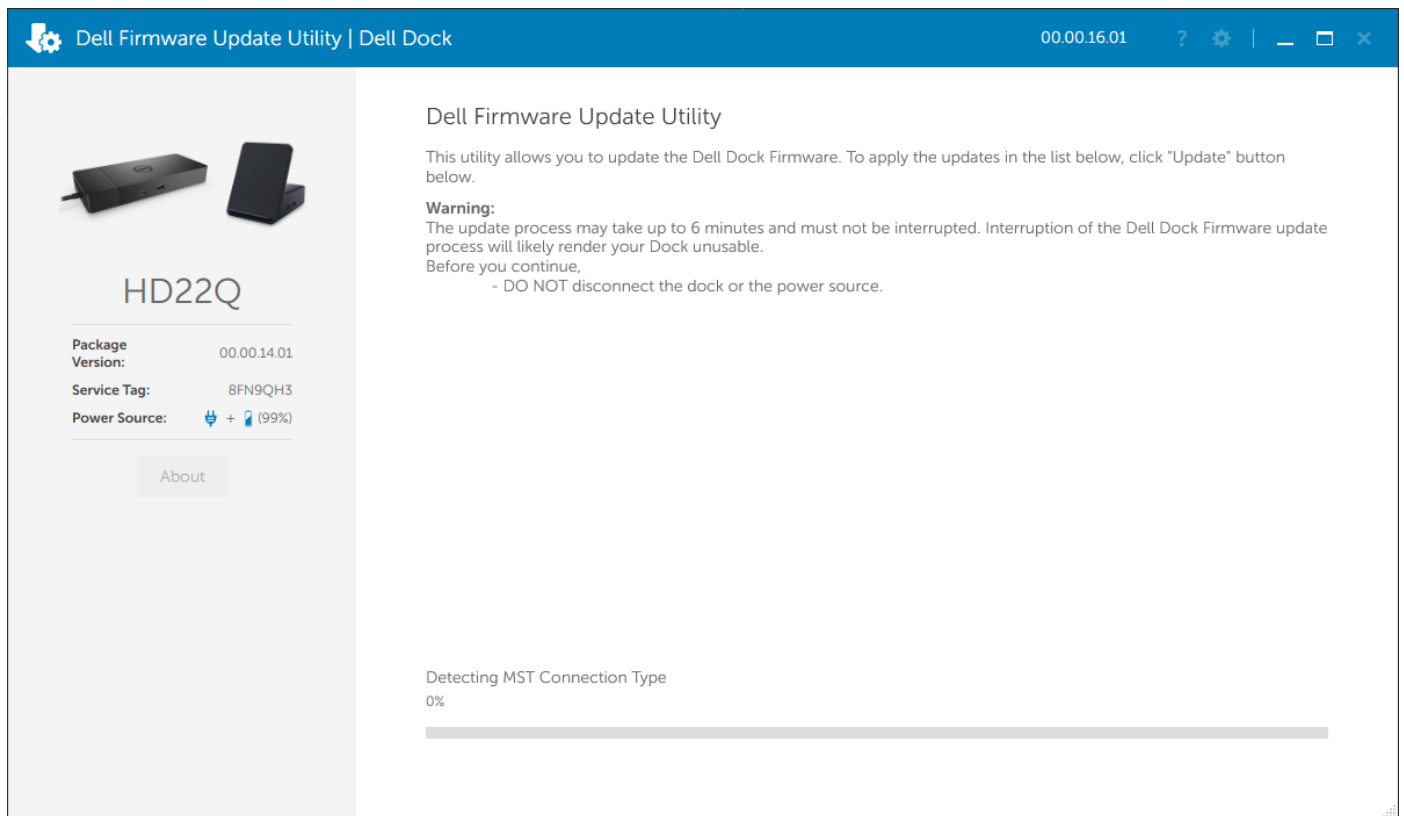 Dell Firmware Update Utility | Dell Dock
00.00.16.01
?
Dell Firmware Update Utility
This utility allows you to update the Dell Dock Firmware. To apply the updates in the list below, click "Update" button
below.
Warning:
The update process may take up to 6 minutes and must not be interrupted. Interruption of the Dell Dock Firmware update
process will likely render your Dock unusable.
Before you continue,
- DO NOT disconnect the dock or the power source.
HD22Q
Package
Version: 00.00.14.01
Service Tag: 8FN9QH3
Power Source: + (99%)
About
Detecting MST Connection Type
0%